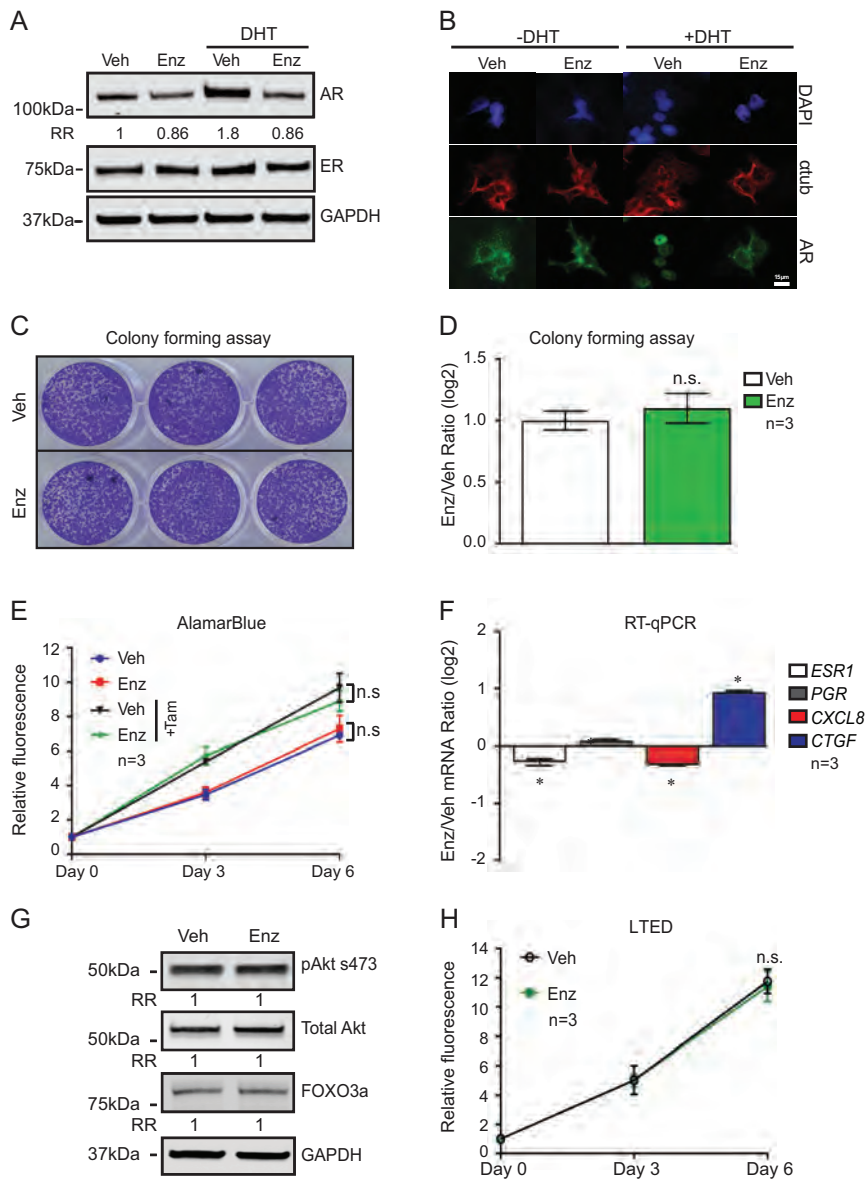 A
DHT
Veh Enz Veh Enz
AR
100kDa
RR 1 0.86 1.8 0.86
75kDa
ER
37kDa
GAPDH
B
-DHT +DHT
Veh Enz Veh Enz
DAPI
αtub
AR
15µm
C
Colony forming assay
Veh
Enz
D
Colony forming assay
Enz/Veh Ratio (log2)
1.5
1.0
0.5
0.0
n.s.
Veh
Enz
n=3
E
AlamarBlue
Relative fluorescence
12
10
8
6
4
2
0
Veh
Enz
Veh
Enz
+Tam
n=3
n.s
n.s
Day 0 Day 3 Day 6
F
RT-qPCR
Enz/Veh mRNA Ratio (log2)
2
1
0
-1
-2
*
*
*
ESR1
PGR
CXCL8
CTGF
n=3
G
Veh Enz
50kDa
pAkt s473
RR 1 1
50kDa
Total Akt
RR 1 1
75kDa
FOXO3a
RR 1 1
37kDa
GAPDH
H
LTED
Relative fluorescence
14
12
10
8
6
4
2
0
Veh
Enz
n=3
n.s.
Day 0 Day 3 Day 6